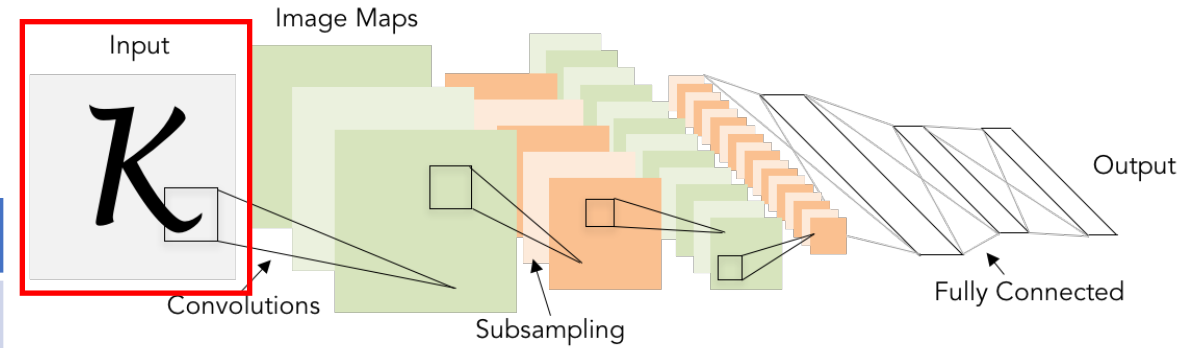 Image Maps
Input
K
Output
Convolutions
Fully Connected
Subsampling